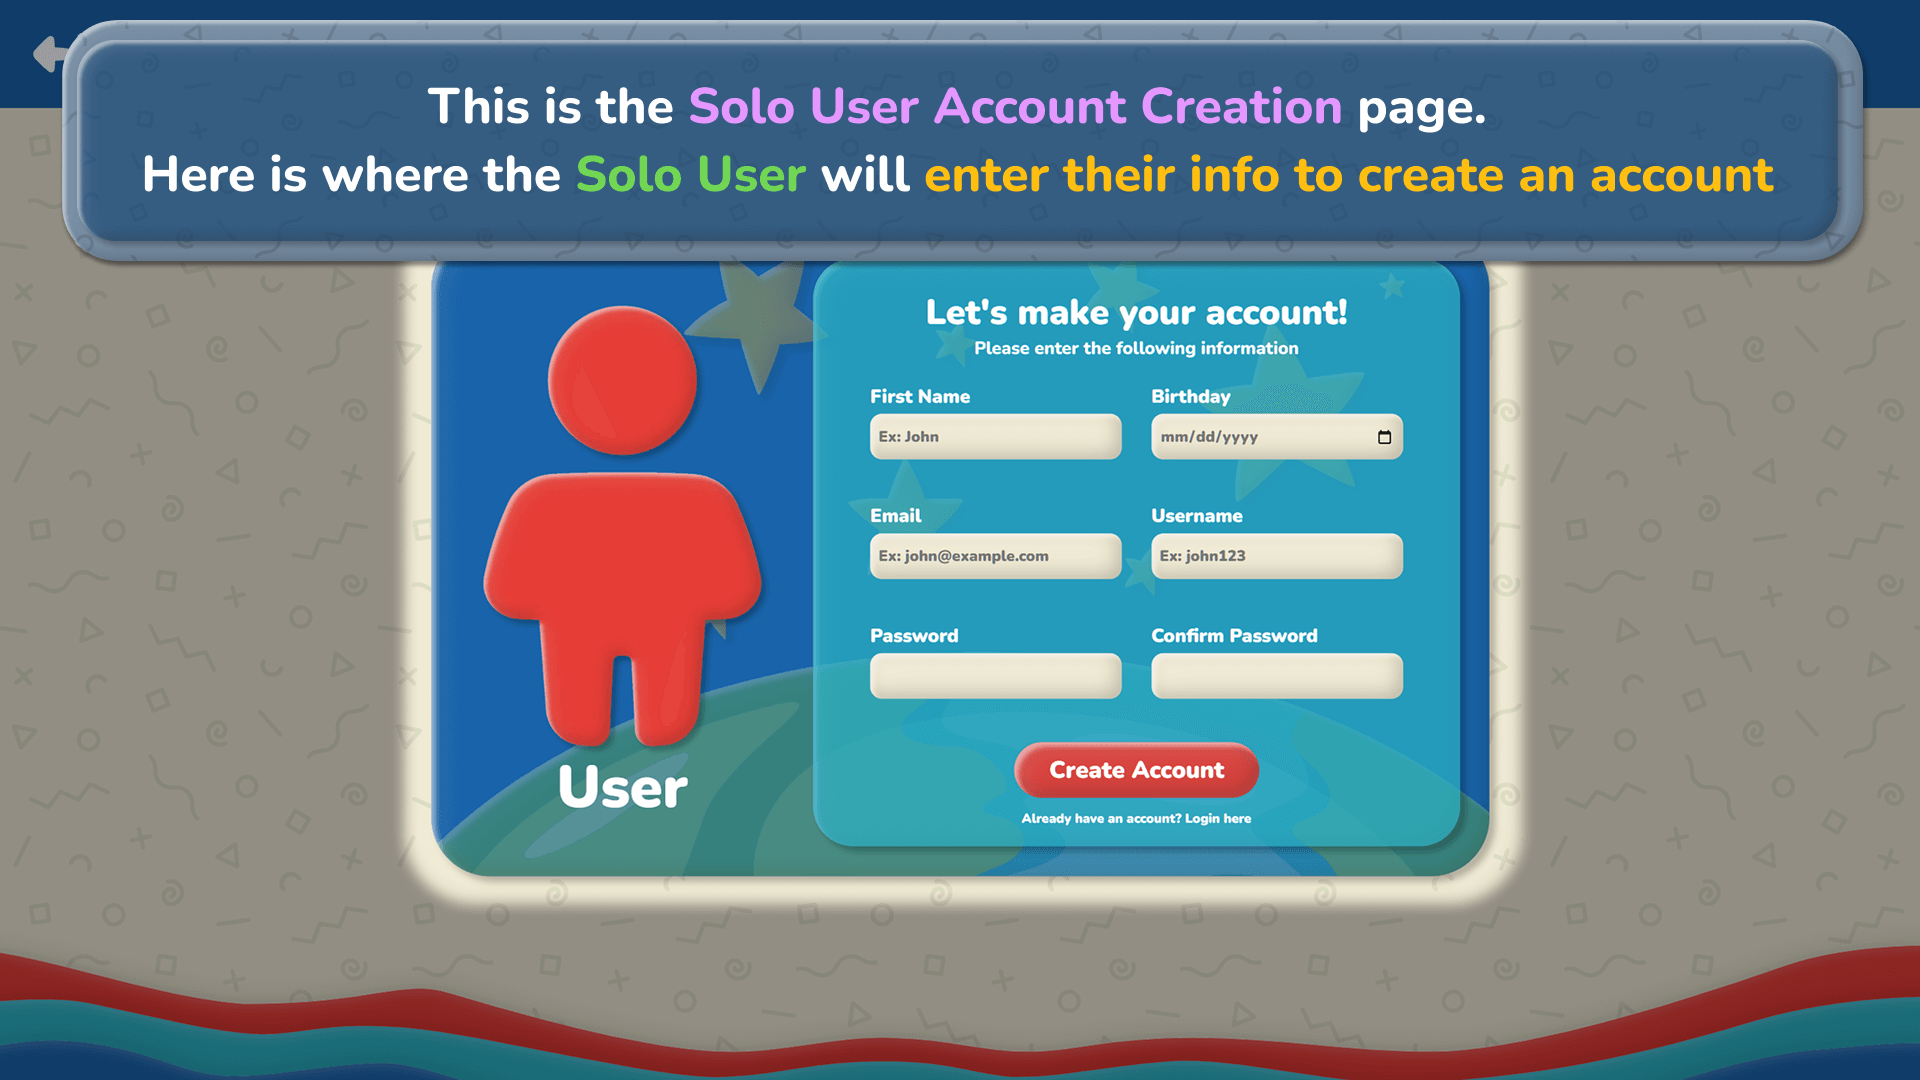 This is the Solo User Account Creation page.
Here is where the Solo User will enter their info to create an account
Let's make your account!
Please enter the following information
First Name
Birthday
Ex: John
mm/dd/yyyy
Email
Username
Ex: john@example.com
Ex: john123
Password
Confirm Password
Create Account
Already have an account? Login here
User